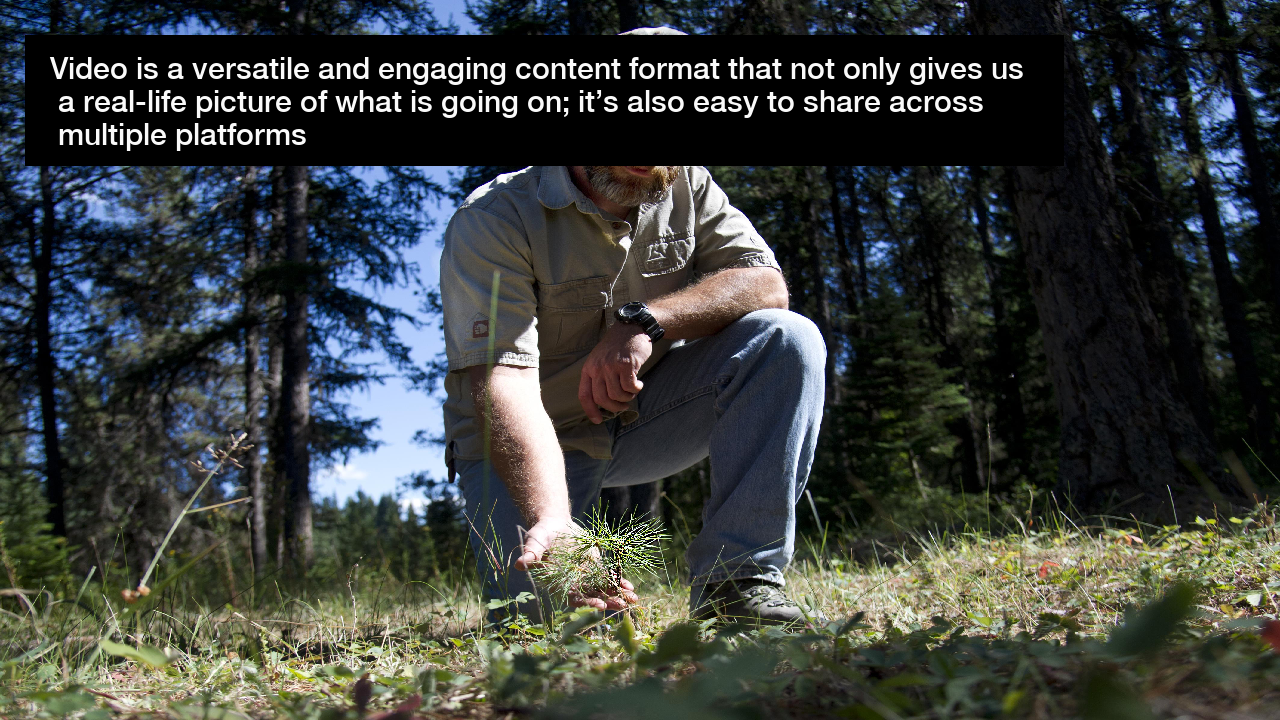 Video is a versatile and engaging content format that not only gives us
a real-life picture of what is going on; it’s also easy to share across
multiple platforms